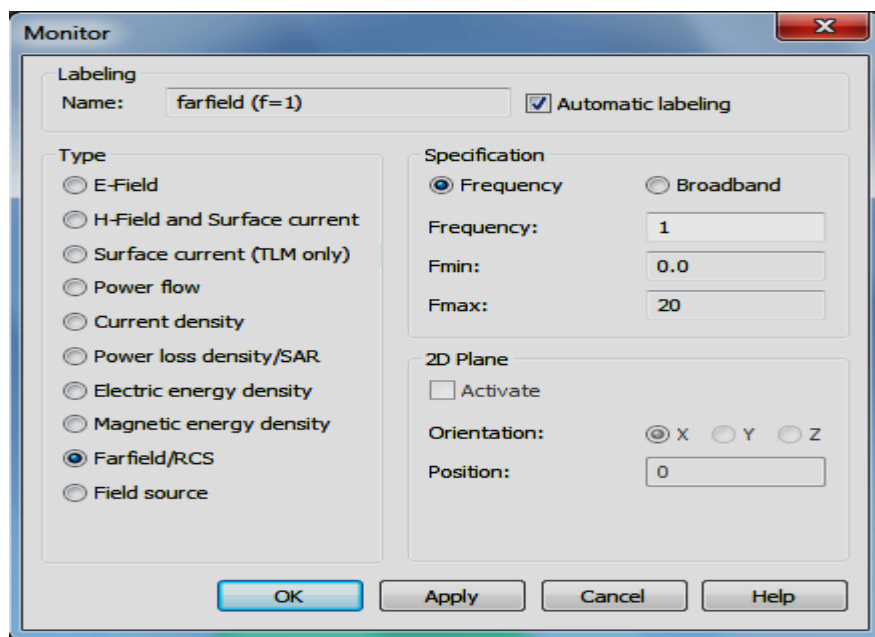 Monitor
Labeling
Name: farfield (f=1) Automatic labeling
Type
E-Field
H-Field and Surface current
Surface current (TLM only)
Power flow
Current density
Power loss density/SAR
Electric energy density
Magnetic energy density
Farfield/RCS
Field source
Specification
Frequency Broadband
Frequency: 1
Fmin: 0.0
Fmax: 20
2D Plane
Activate
Orientation: X Y Z
Position: 0
OK Apply Cancel Help